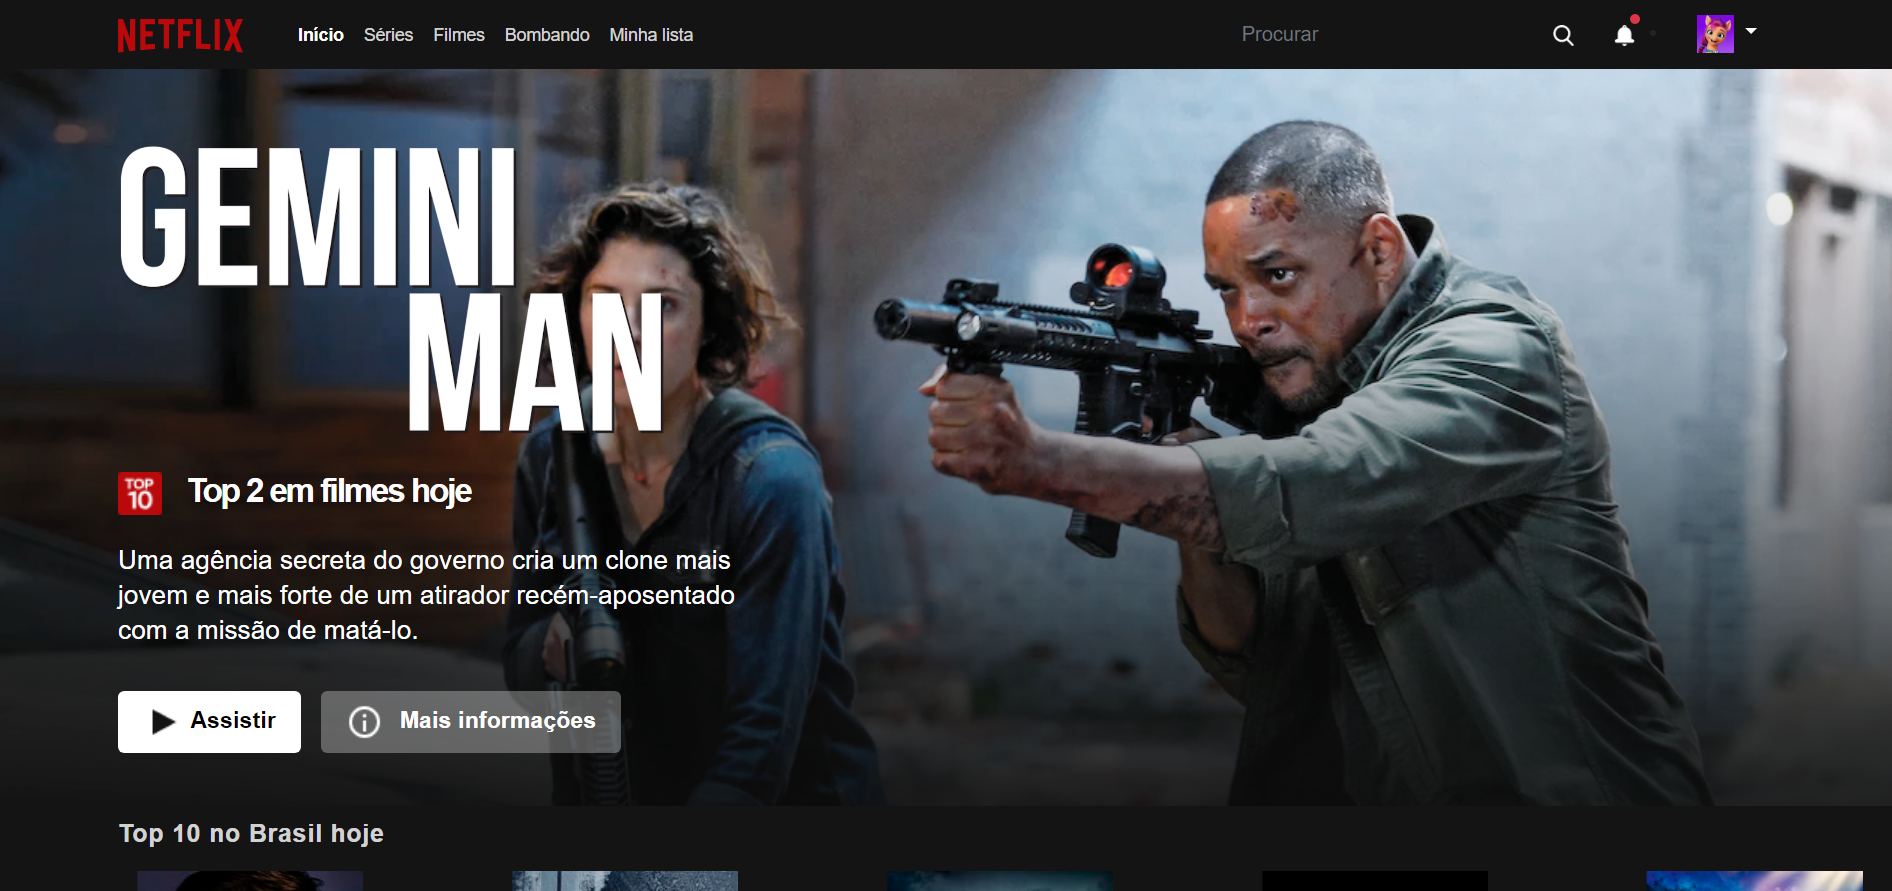 NETFLIX
Início Séries Filmes Bombando Minha lista
Procurar
GEMINI
MAN
TOP
10
Top 2 em filmes hoje
Uma agência secreta do governo cria um clone mais
jovem e mais forte de um atirador recém-aposentado
com a missão de matá-lo.
Assistir
Mais informações
Top 10 no Brasil hoje